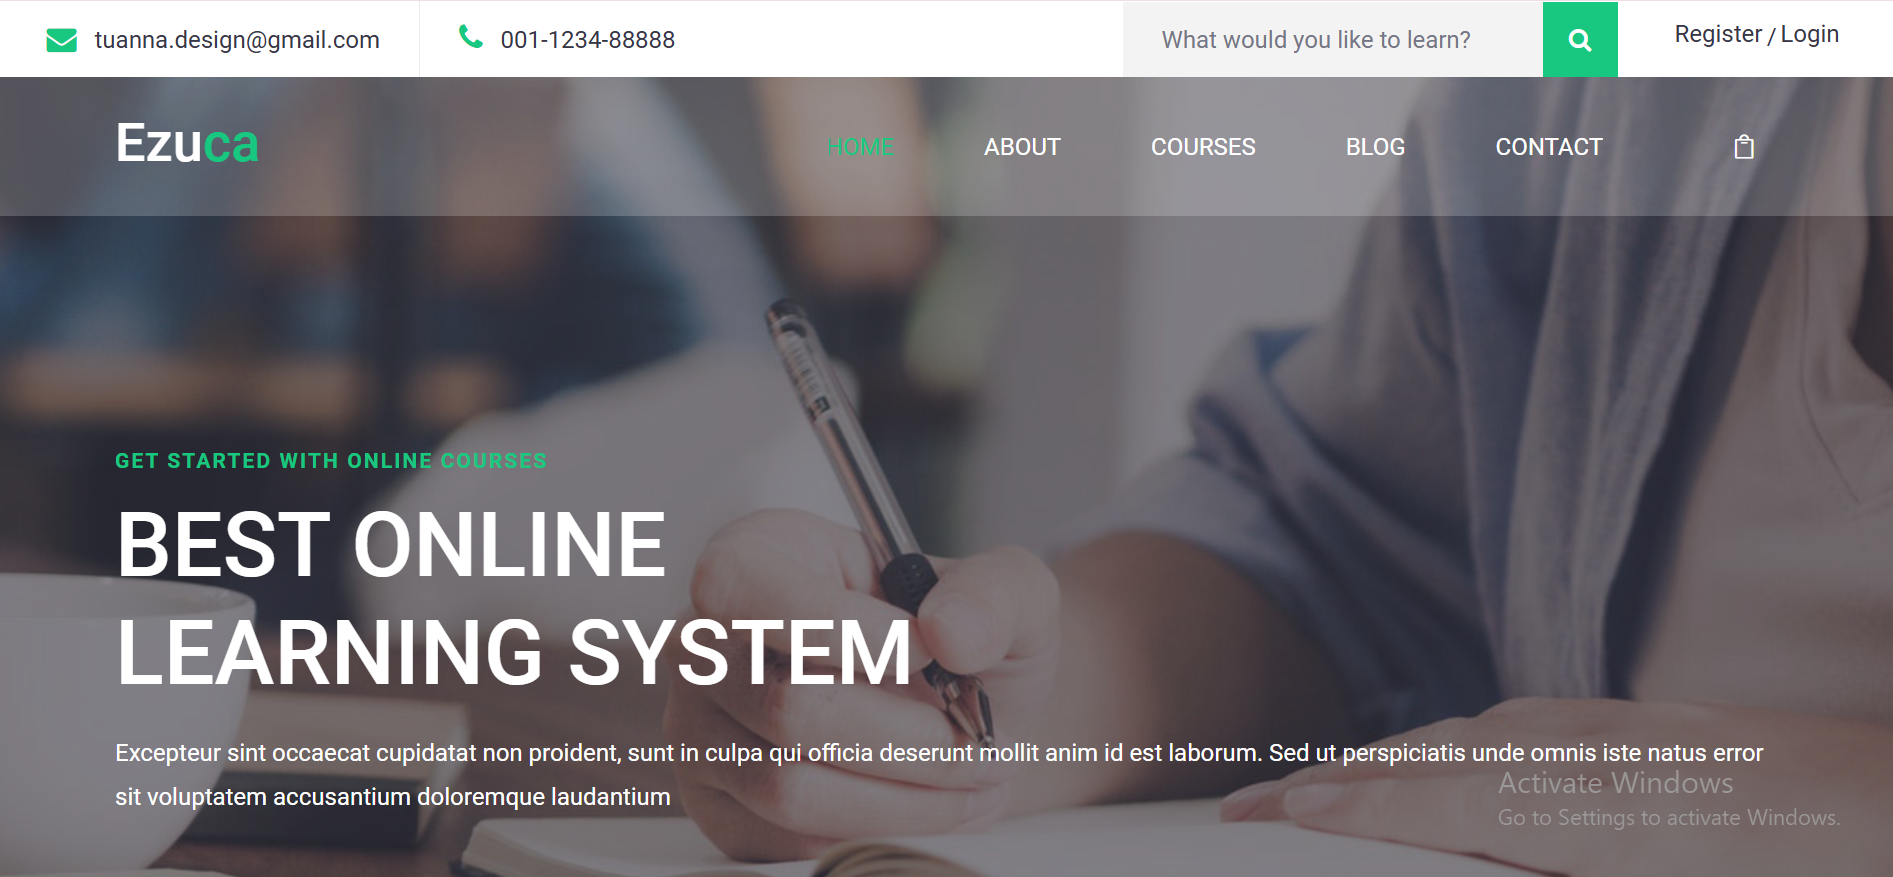 tuanna.design@gmail.com
001-1234-88888
What would you like to learn?
Register / Login
Ezuca
HOME
ABOUT
COURSES
BLOG
CONTACT
GET STARTED WITH ONLINE COURSES
BEST ONLINE
LEARNING SYSTEM
Excepteur sint occaecat cupidatat non proident, sunt in culpa qui officia deserunt mollit anim id est laborum. Sed ut perspiciatis unde omnis iste natus error
sit voluptatem accusantium doloremque laudantium
Activate Windows
Go to Settings to activate Windows.